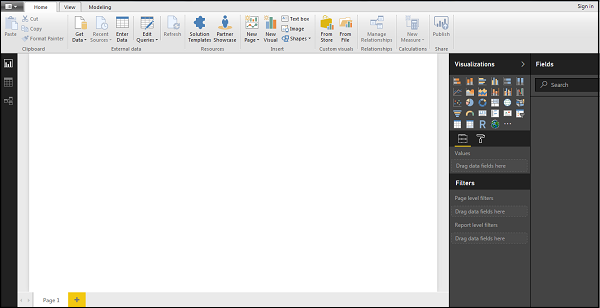 Home View Modeling Sign in
Paste
Cut
Copy
Format Painter
Clipboard
Get Data
Recent Sources
Enter Data
Edit Queries
External data
Refresh
Solution Templates
Partner Showcase
Resources
New Page
New Visual
Text box
Image
Shapes
Insert
From Store
From File
Custom visuals
Manage Relationships
Relationships
New Measure
Calculations
Publish
Share
Visualizations
Fields
Search
R
Values
Drag data fields here
Filters
Page level filters
Drag data fields here
Report level filters
Drag data fields here
Page 1